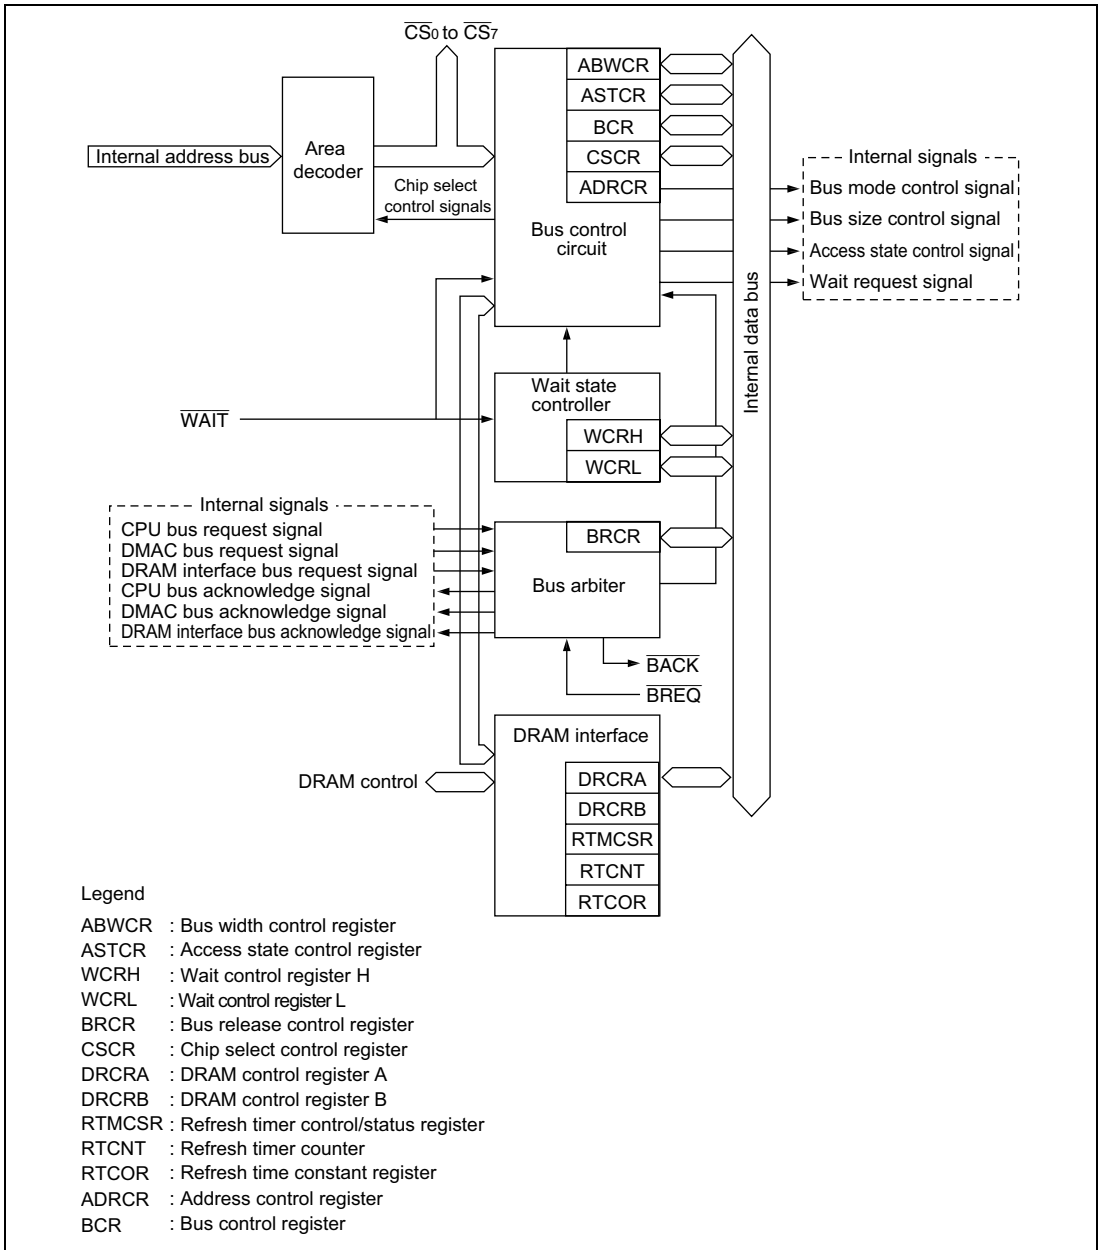 C̅S̅0 to C̅S̅7
ABWCR
ASTCR
BCR
CSCR
ADRCR
Internal address bus
Area
decoder
Chip select
control signals
Bus control
circuit
Internal signals
Bus mode control signal
Bus size control signal
Access state control signal
Wait request signal
Internal data bus
Wait state
controller
W̅A̅I̅T̅
WCRH
WCRL
Internal signals
CPU bus request signal
DMAC bus request signal
DRAM interface bus request signal
CPU bus acknowledge signal
DMAC bus acknowledge signal
DRAM interface bus acknowledge signal
BRCR
Bus arbiter
B̅A̅C̅K̅
B̅R̅E̅Q̅
DRAM interface
DRAM control
DRCRA
DRCRB
RTMCSR
RTCNT
RTCOR
Legend
ABWCR : Bus width control register
ASTCR : Access state control register
WCRH : Wait control register H
WCRL : Wait control register L
BRCR : Bus release control register
CSCR : Chip select control register
DRCRA : DRAM control register A
DRCRB : DRAM control register B
RTMCSR : Refresh timer control/status register
RTCNT : Refresh timer counter
RTCOR : Refresh time constant register
ADRCR : Address control register
BCR : Bus control register